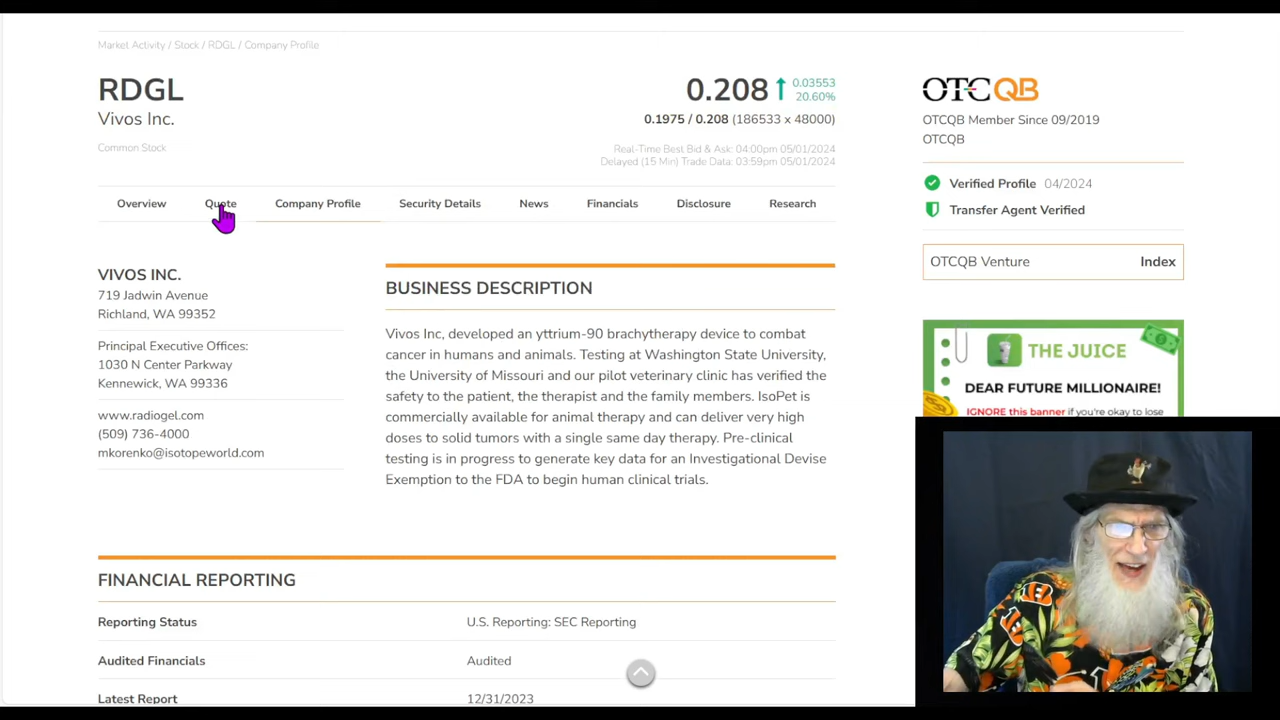 Market Activity / Stock / RDGL / Company Profile
RDGL
Vivos Inc.
Common Stock
0.208
0.03553
20.60%
0.1975 / 0.208 (186533 x 48000)
Real-Time Best Bid & Ask: 04:00pm 05/01/2024
Delayed (15 Min) Trade Data: 03:59pm 05/01/2024
OTCQB
OTCQB Member Since 09/2019
OTCQB
Verified Profile 04/2024
Transfer Agent Verified
OTCQB Venture Index
Overview Quote Company Profile Security Details News Financials Disclosure Research
VIVOS INC.
719 Jadwin Avenue
Richland, WA 99352
Principal Executive Offices:
1030 N Center Parkway
Kennewick, WA 99336
www.radiogel.com
(509) 736-4000
mkorenko@isotopeworld.com
BUSINESS DESCRIPTION
Vivos Inc, developed an yttrium-90 brachytherapy device to combat
cancer in humans and animals. Testing at Washington State University,
the University of Missouri and our pilot veterinary clinic has verified the
safety to the patient, the therapist and the family members. IsoPet is
commercially available for animal therapy and can deliver very high
doses to solid tumors with a single same day therapy. Pre-clinical
testing is in progress to generate key data for an Investigational Devise
Exemption to the FDA to begin human clinical trials.
THE JUICE
DEAR FUTURE MILLIONAIRE!
IGNORE this banner if you're okay to lose
FINANCIAL REPORTING
Reporting Status U.S. Reporting: SEC Reporting
Audited Financials Audited
Latest Report 12/31/2023